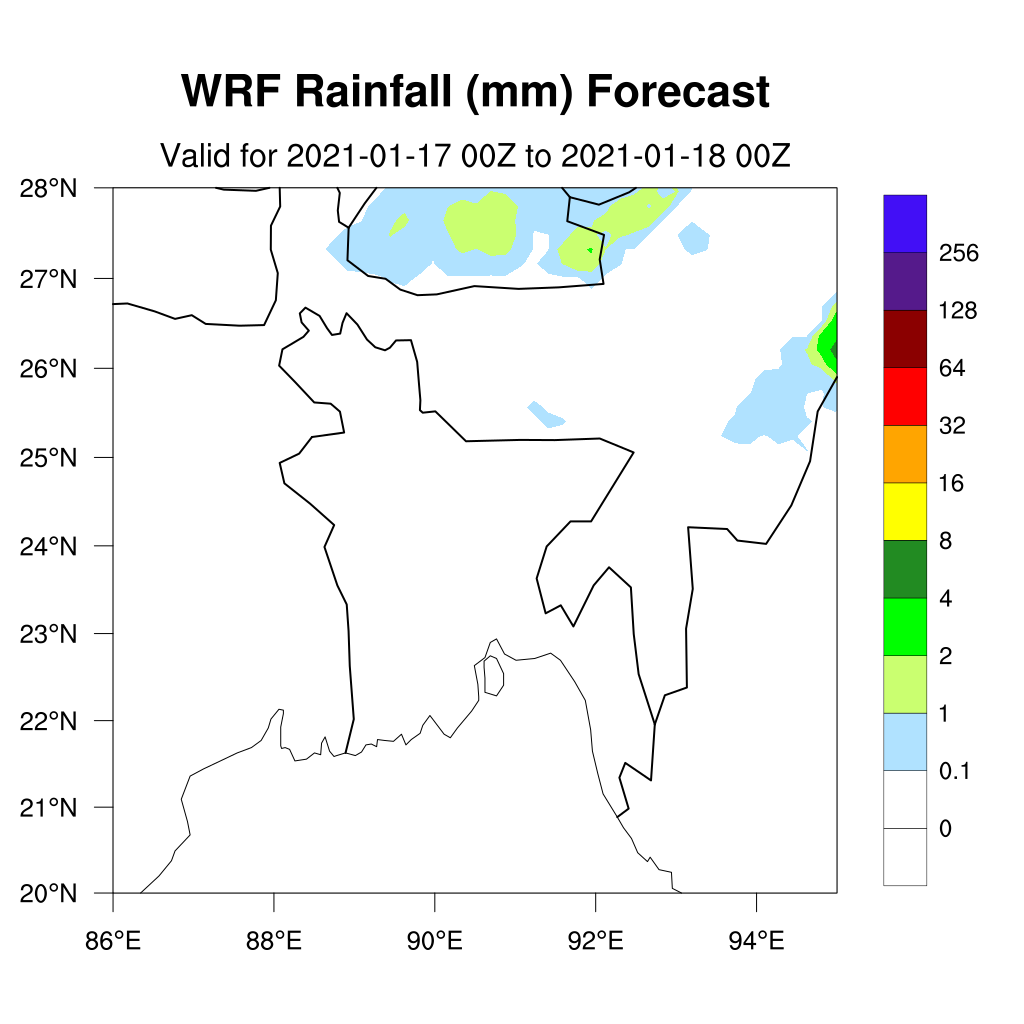 WRF Rainfall (mm) Forecast
Valid for 2021-01-17 00Z to 2021-01-18 00Z
28°N
27°N
26°N
25°N
24°N
23°N
22°N
21°N
20°N
86°E 88°E 90°E 92°E 94°E
256
128
64
32
16
8
4
2
1
0.1
0